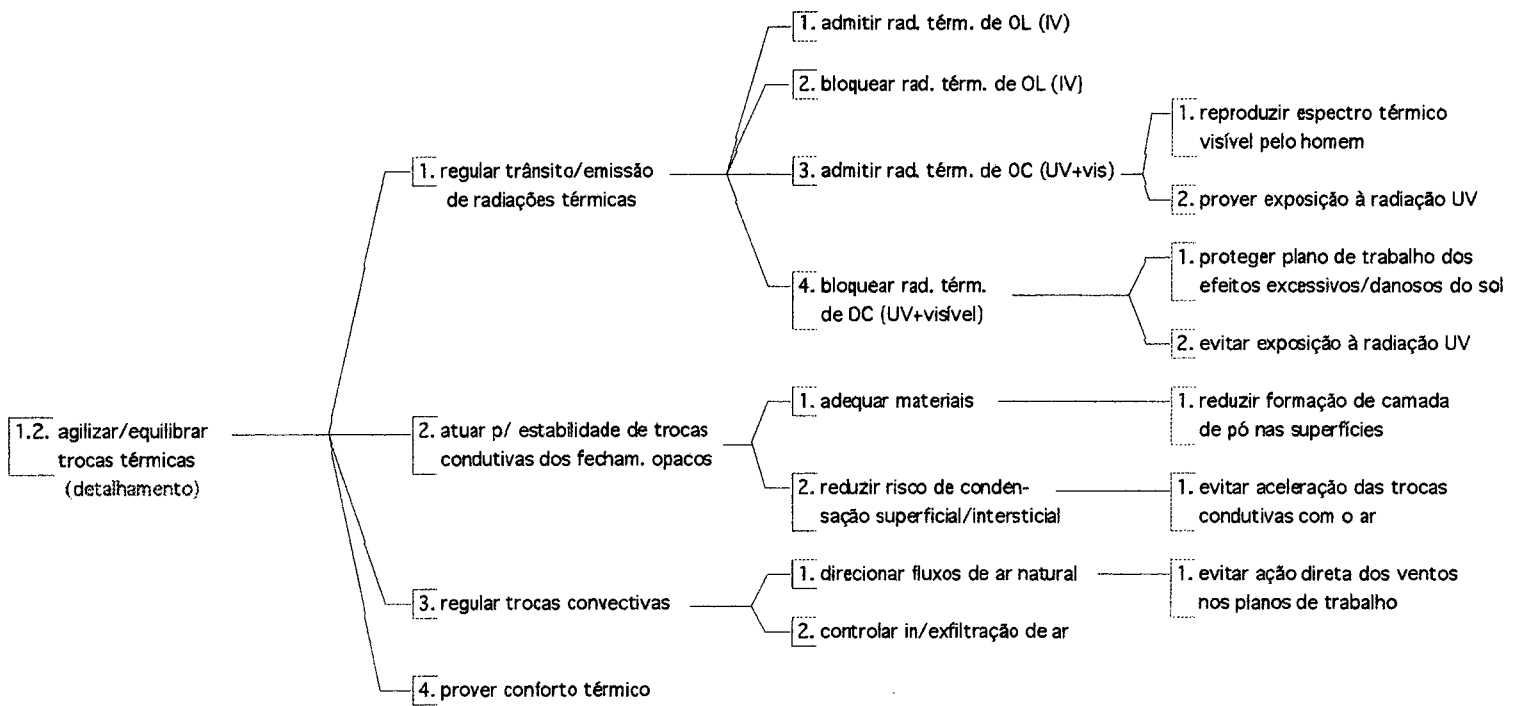 1. admitir rad. térm. de OL (IV)
2. bloquear rad. térm. de OL (IV)
1. regular trânsito/emissão
de radiações térmicas
3. admitir rad. térm. de OC (UV+vis)
1. reproduzir espectro térmico
visível pelo homem
2. prover exposição à radiação UV
4. bloquear rad. térm.
de OC (UV+visível)
1. proteger plano de trabalho dos
efeitos excessivos/danosos do sol
2. evitar exposição à radiação UV
1.2. agilizar/equilibrar
trocas térmicas
(detalhamento)
2. atuar p/ estabilidade de trocas
condutivas dos fecham. opacos
1. adequar materiais
1. reduzir formação de camada
de pó nas superfícies
2. reduzir risco de conden-
sação superficial/intersticial
1. evitar aceleração das trocas
condutivas com o ar
3. regular trocas convectivas
1. direcionar fluxos de ar natural
1. evitar ação direta dos ventos
nos planos de trabalho
2. controlar in/exfiltração de ar
4. prover conforto térmico